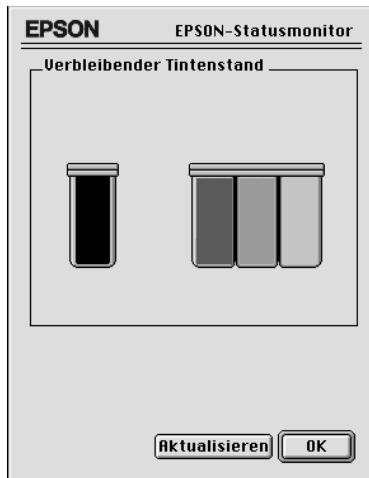 EPSON EPSON-Statusmonitor
Verbleibender Tintenstand
Aktualisieren OK